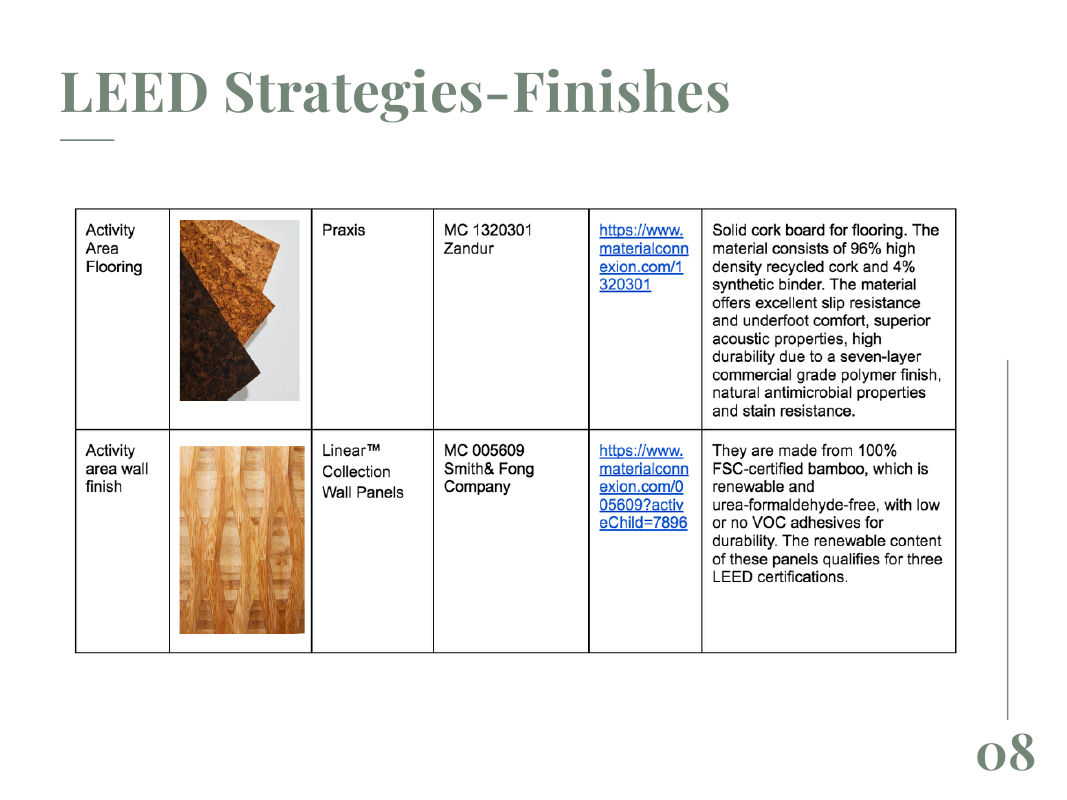 LEED Strategies-Finishes
Activity
Area
Flooring
Praxis
MC 1320301
Zandur
https://www.
materialconn
exion.com/1
320301
Solid cork board for flooring. The
material consists of 96% high
density recycled cork and 4%
synthetic binder. The material
offers excellent slip resistance
and underfoot comfort, superior
acoustic properties, high
durability due to a seven-layer
commercial grade polymer finish,
natural antimicrobial properties
and stain resistance.
Activity
area wall
finish
Linear™
Collection
Wall Panels
MC 005609
Smith& Fong
Company
https://www.
materialconn
exion.com/0
05609?activ
eChild=7896
They are made from 100%
FSC-certified bamboo, which is
renewable and
urea-formaldehyde-free, with low
or no VOC adhesives for
durability. The renewable content
of these panels qualifies for three
LEED certifications.
08